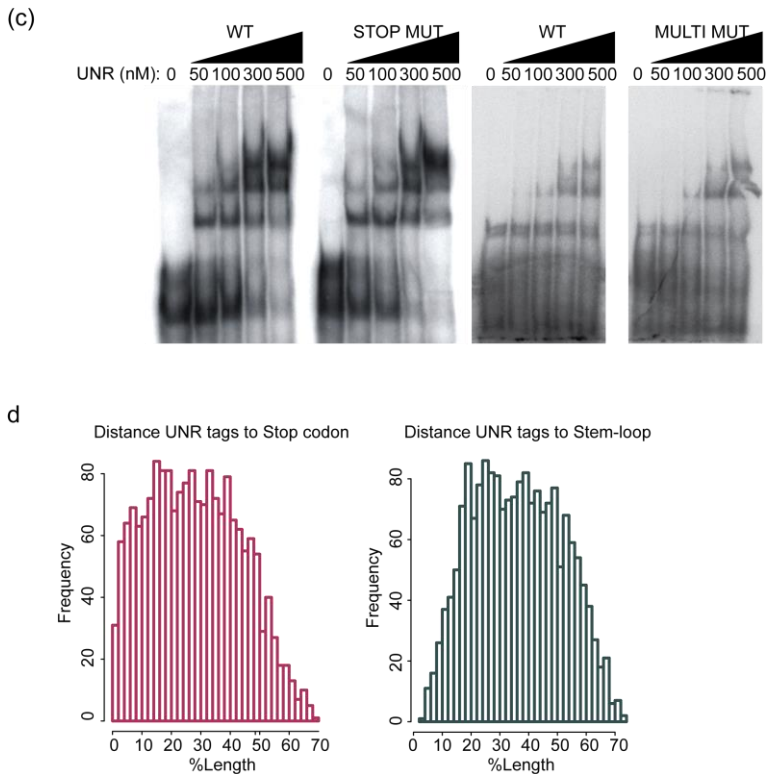 (c)
WT STOP MUT WT MULTI MUT
UNR (nM): 0 50 100 300 500 0 50 100 300 500 0 50 100 300 500 0 50 100 300 500
d
Distance UNR tags to Stop codon Distance UNR tags to Stem-loop
80 80
60 60
Frequency Frequency
40 40
20 20
0 0
0 10 20 30 40 50 60 70 0 10 20 30 40 50 60 70
%Length %Length